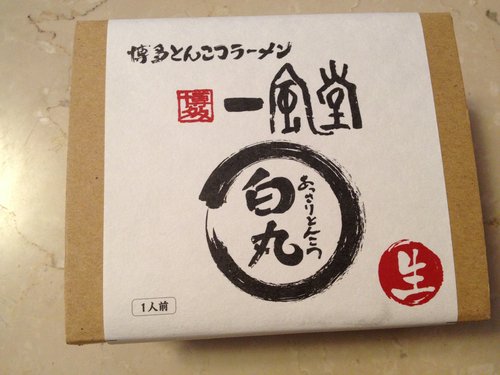 博多とんこつラーメン
博多
一風堂
白丸
あっさりとんこつ
生
1人前